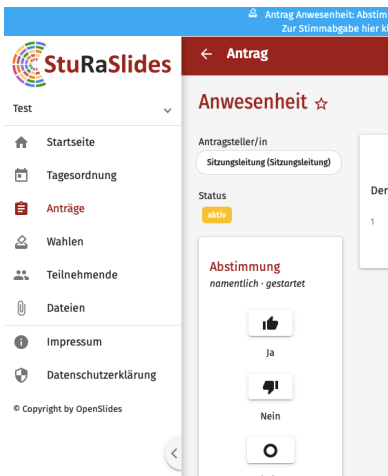 Antrag Anwesenheit: Abstim
Zur Stimmabgabe hier kl
StuRaSlides
Antrag
Test
Anwesenheit
Startseite
Antragsteller/in
Sitzungsleitung (Sitzungsleitung)
Tagesordnung
Status
Der
aktiv
Anträge
1
Wahlen
Teilnehmende
Abstimmung
namentlich · gestartet
Dateien
Impressum
Ja
Datenschutzerklärung
© Copyright by OpenSlides
Nein